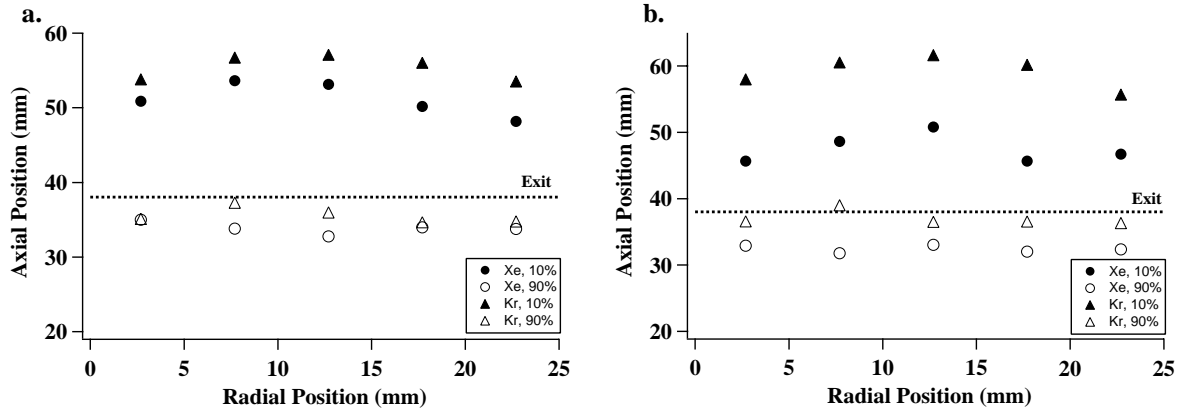 a.
60
50
40
30
20
Axial Position (mm)
Exit
Xe, 10%
Xe, 90%
Kr, 10%
Kr, 90%
0 5 10 15 20 25
Radial Position (mm)
b.
60
50
40
30
20
Axial Position (mm)
Exit
Xe, 10%
Xe, 90%
Kr, 10%
Kr, 90%
0 5 10 15 20 25
Radial Position (mm)